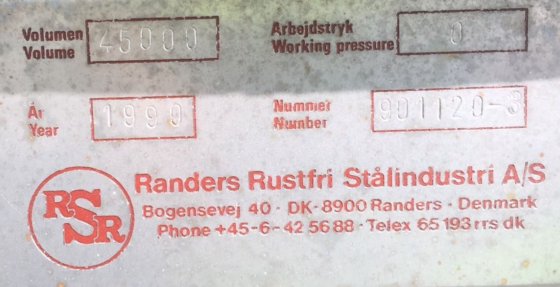 Volumen
Volume 45000
Arbejdstryk
Working pressure 0
År
Year 1990
Nummer
Number 901120-3
RSSR
Randers Rustfri Stålindustri A/S
Bogensevej 40 · DK-8900 Randers · Denmark
Phone +45-6-42 56 88 · Telex 65 193 rrs dk